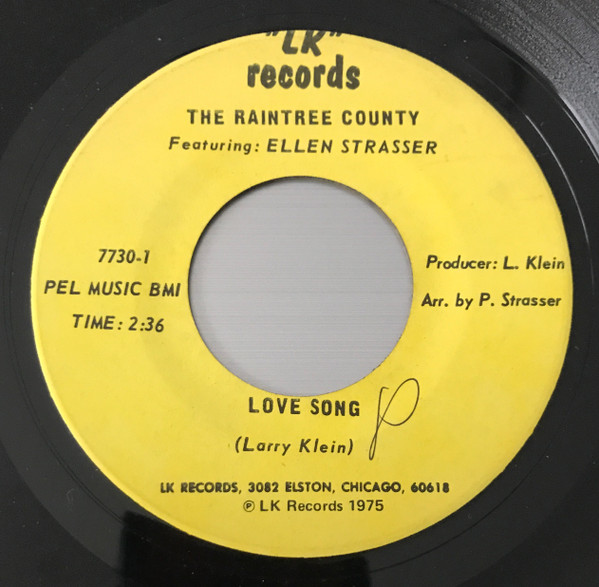 "LK"
records
THE RAINTREE COUNTY
Featuring: ELLEN STRASSER
7730-1
PEL MUSIC BMI
TIME: 2:36
Producer: L. Klein
Arr. by P. Strasser
LOVE SONG
(Larry Klein)
P
LK RECORDS, 3082 ELSTON, CHICAGO, 60618
℗ LK Records 1975